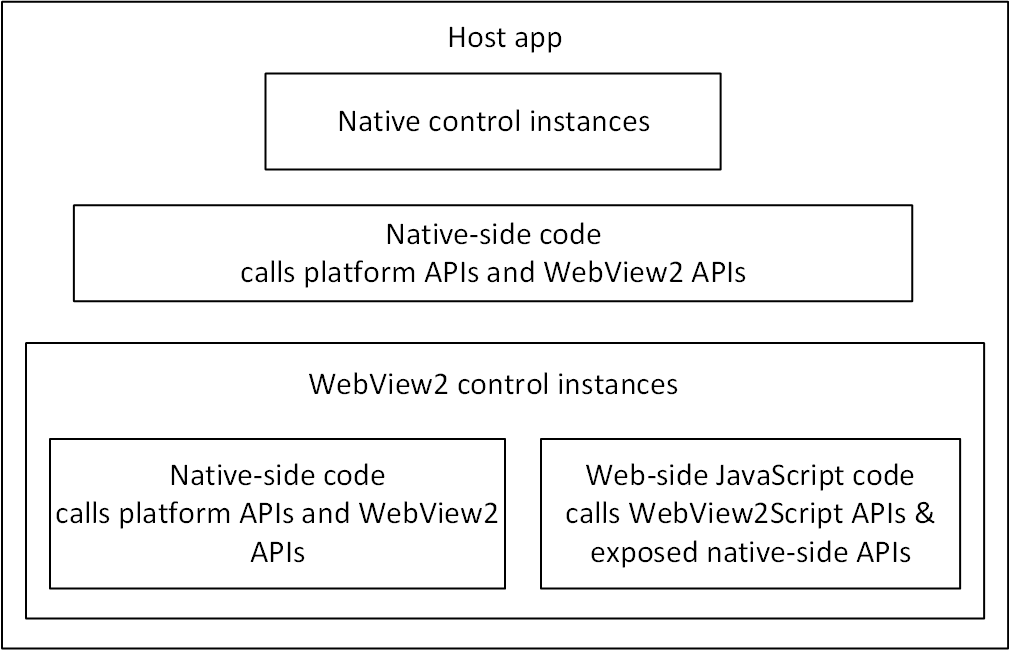 Host app
Native control instances
Native-side code
calls platform APIs and WebView2 APIs
WebView2 control instances
Native-side code
calls platform APIs and WebView2
APIs
Web-side JavaScript code
calls WebView2Script APIs &
exposed native-side APIs